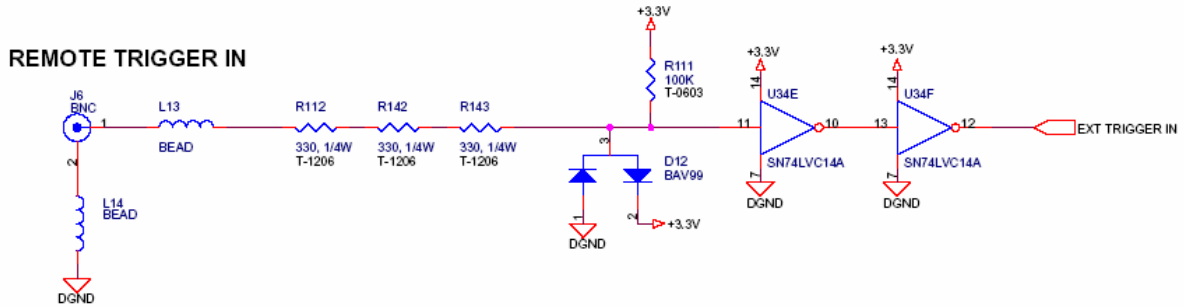 REMOTE TRIGGER IN
J6
BNC
1
2
L13
BEAD
L14
BEAD
DGND
R112
330, 1/4W
T-1206
R142
330, 1/4W
T-1206
R143
330, 1/4W
T-1206
+3.3V
R111
100K
T-0603
3
D12
BAV99
1
2
DGND
+3.3V
+3.3V
14
U34E
11
10
SN74LVC14A
7
DGND
+3.3V
14
U34F
13
12
SN74LVC14A
7
DGND
EXT TRIGGER IN